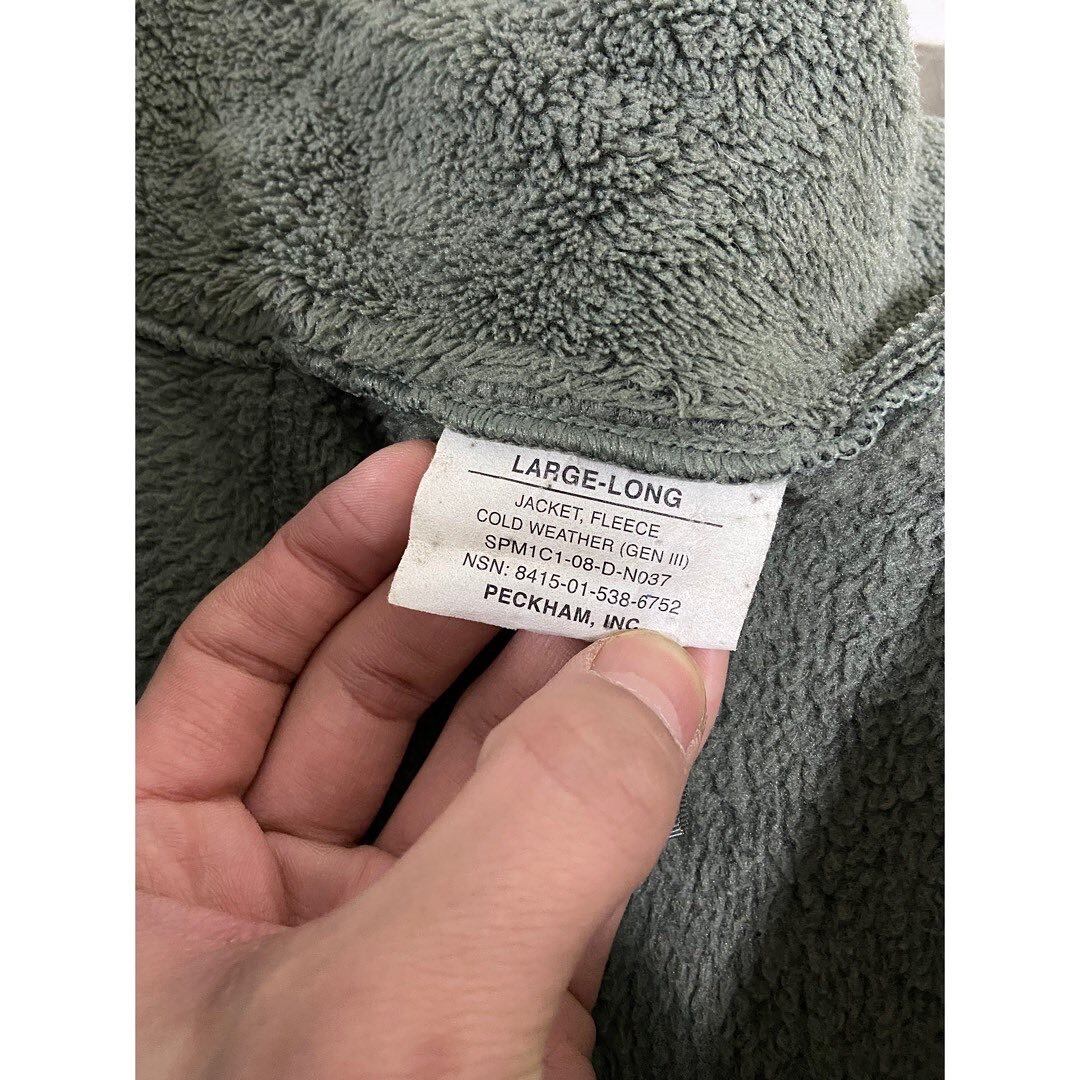 LARGE-LONG
JACKET, FLEECE
COLD WEATHER (GEN III)
SPM1C1-08-D-N037
NSN: 8415-01-538-6752
PECKHAM, INC